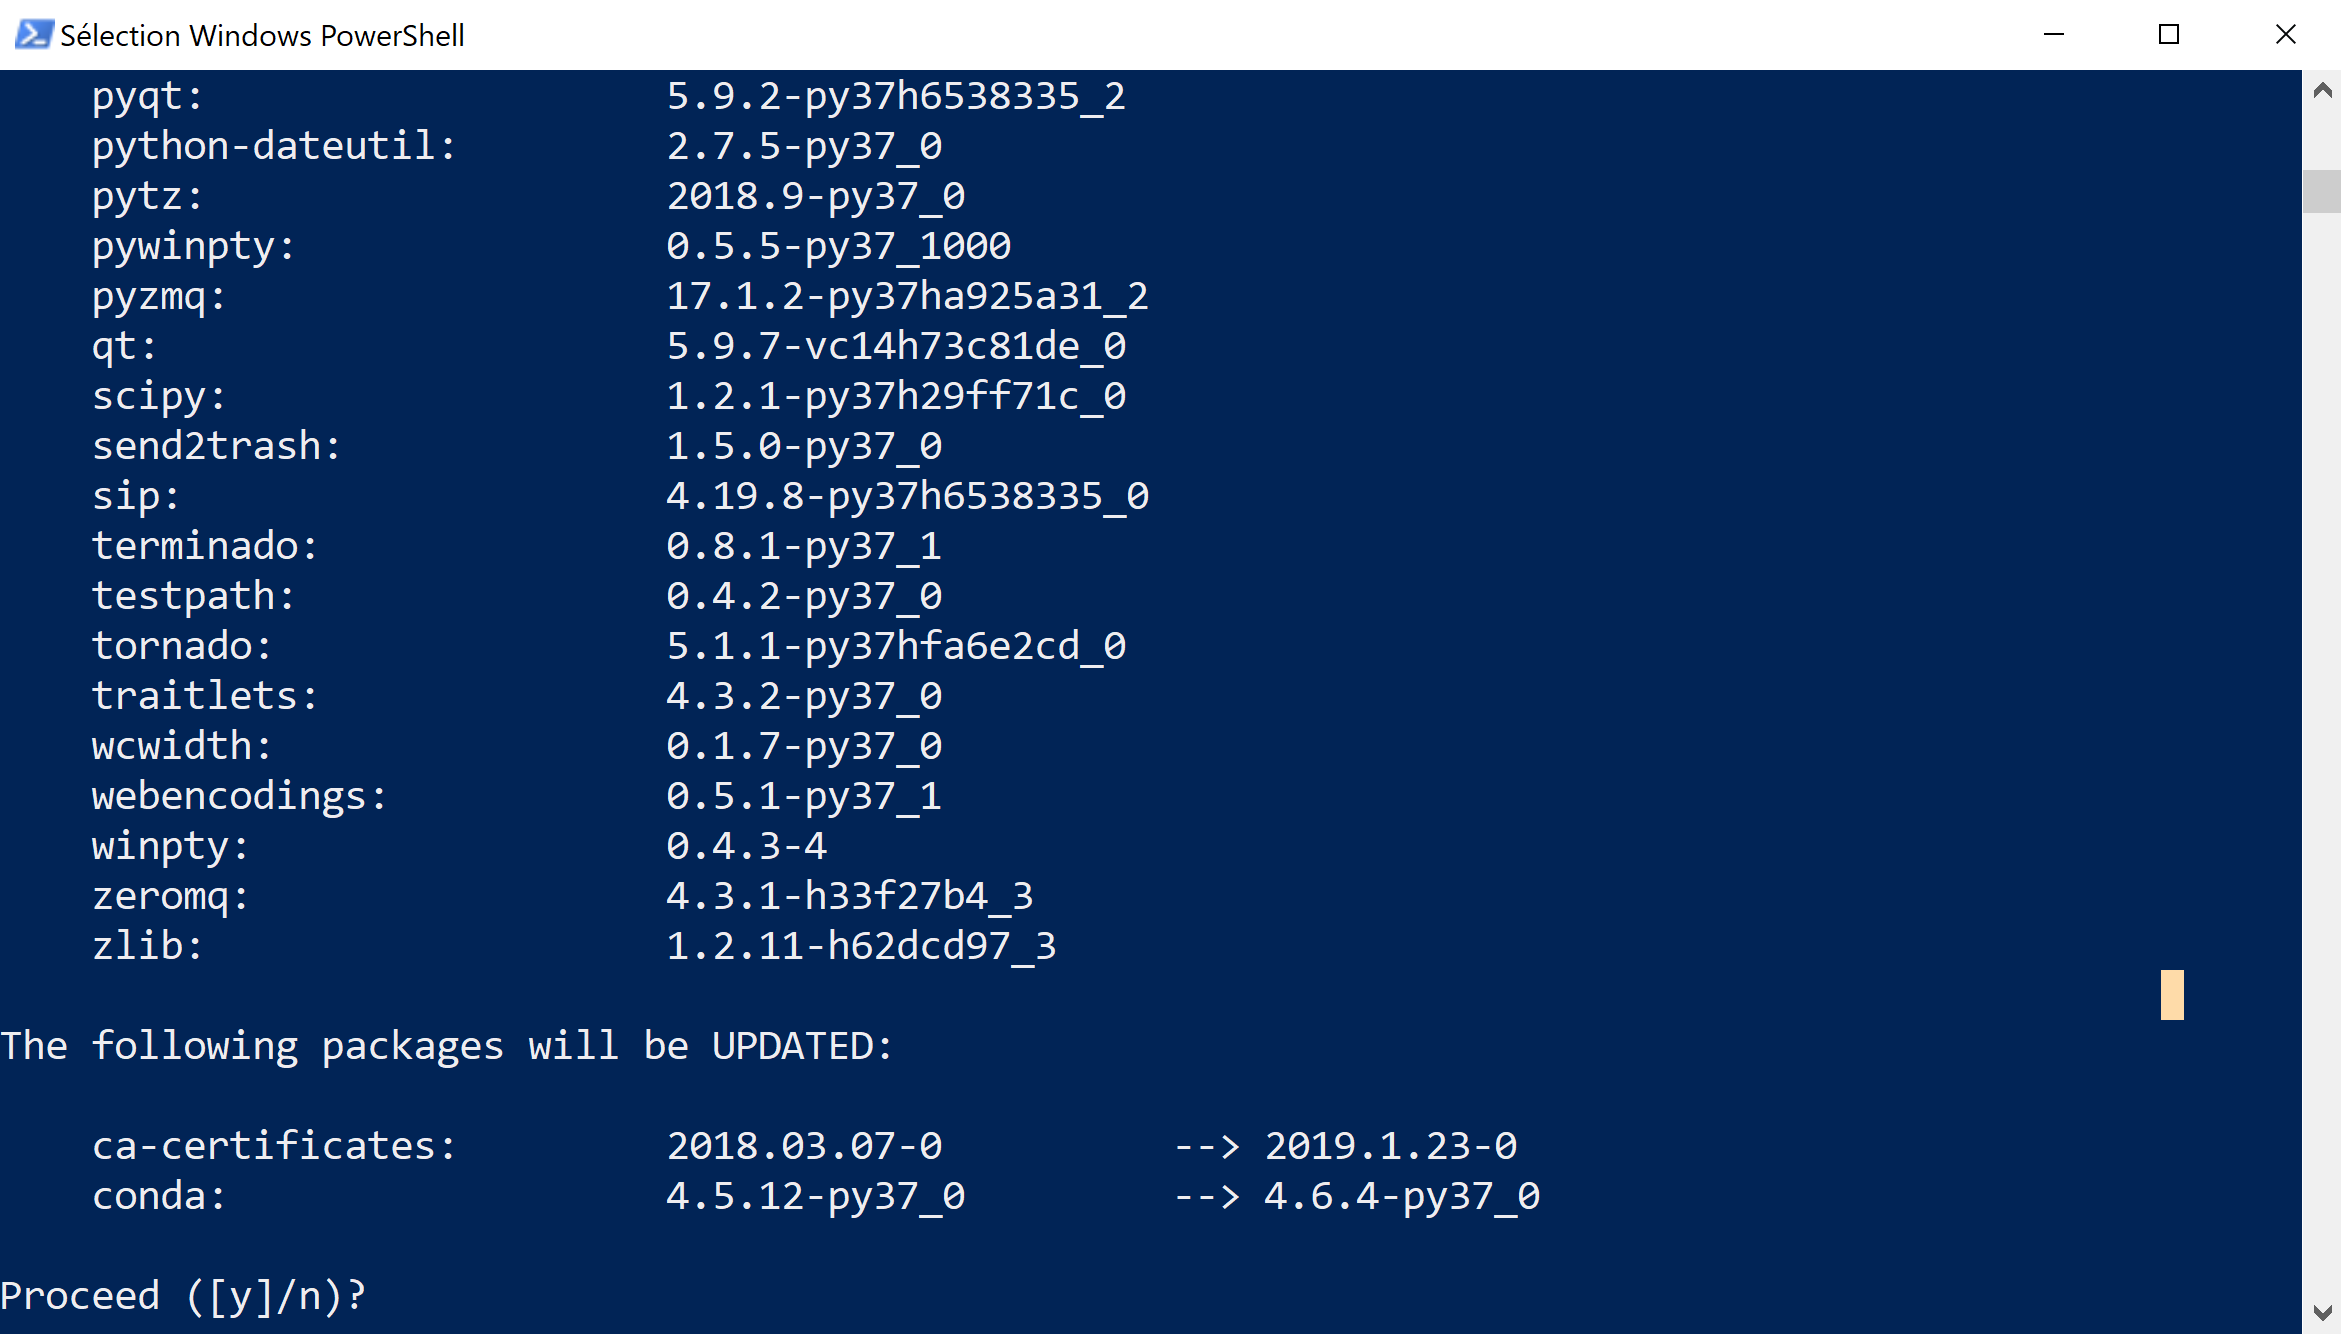 Sélection Windows PowerShell
pyqt: 5.9.2-py37h6538335_2
python-dateutil: 2.7.5-py37_0
pytz: 2018.9-py37_0
pywinpty: 0.5.5-py37_1000
pyzmq: 17.1.2-py37ha925a31_2
qt: 5.9.7-vc14h73c81de_0
scipy: 1.2.1-py37h29ff71c_0
send2trash: 1.5.0-py37_0
sip: 4.19.8-py37h6538335_0
terminado: 0.8.1-py37_1
testpath: 0.4.2-py37_0
tornado: 5.1.1-py37hfa6e2cd_0
traitlets: 4.3.2-py37_0
wcwidth: 0.1.7-py37_0
webencodings: 0.5.1-py37_1
winpty: 0.4.3-4
zeromq: 4.3.1-h33f27b4_3
zlib: 1.2.11-h62dcd97_3
The following packages will be UPDATED:
ca-certificates: 2018.03.07-0 --> 2019.1.23-0
conda: 4.5.12-py37_0 --> 4.6.4-py37_0
Proceed ([y]/n)?